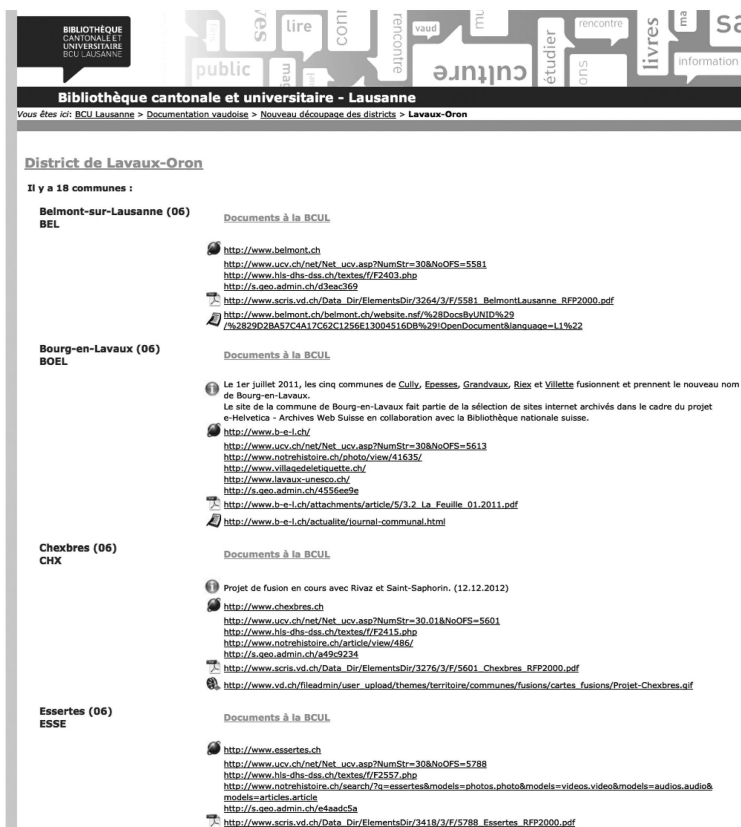 BIBLIOTHÈQUE
CANTONALE ET
UNIVERSITAIRE
BCU LAUSANNE
lire
vaud
rencontre
rencontre
public
culture
étudier
ons
livres
ma
information
Bibliothèque cantonale et universitaire - Lausanne
Vous êtes ici: BCU Lausanne > Documentation vaudoise > Nouveau découpage des districts > Lavaux-Oron
District de Lavaux-Oron
Il y a 18 communes :
Belmont-sur-Lausanne (06)
BEL
Documents à la BCUL
http://www.belmont.ch
http://www.ucv.ch/net/Net_ucv.asp?NumStr=30&NoOFS=5581
http://www.hls-dhs-dss.ch/textes/f/F2403.php
http://s.geo.admin.ch/d3eac369
http://www.scris.vd.ch/Data_Dir/ElementsDir/3264/3/F/5581_BelmontLausanne_RFP2000.pdf
http://www.belmont.ch/belmont.ch/website.nsf/%28DocsByUNID%29
/%2829D2BA57C4A17C62C1256E13004516DB%29!OpenDocument&language=L1%22
Bourg-en-Lavaux (06)
BOEL
Documents à la BCUL
Le 1er juillet 2011, les cinq communes de Cully, Epesses, Grandvaux, Riex et Villette fusionnent et prennent le nouveau nom
de Bourg-en-Lavaux.
Le site de la commune de Bourg-en-Lavaux fait partie de la sélection de sites internet archivés dans le cadre du projet
e-Helvetica - Archives Web Suisse en collaboration avec la Bibliothèque nationale suisse.
http://www.b-e-l.ch/
http://www.ucv.ch/net/Net_ucv.asp?NumStr=30&NoOFS=5613
http://www.notrehistoire.ch/photo/view/41635/
http://www.villagedeletiquette.ch/
http://www.lavaux-unesco.ch/
http://s.geo.admin.ch/4556ee9e
http://www.b-e-l.ch/attachments/article/5/3.2_La_Feuille_01.2011.pdf
http://www.b-e-l.ch/actualite/journal-communal.html
Chexbres (06)
CHX
Documents à la BCUL
Projet de fusion en cours avec Rivaz et Saint-Saphorin. (12.12.2012)
http://www.chexbres.ch
http://www.ucv.ch/net/Net_ucv.asp?NumStr=30.01&NoOFS=5601
http://www.hls-dhs-dss.ch/textes/f/F2415.php
http://www.notrehistoire.ch/article/view/486/
http://s.geo.admin.ch/a49c9234
http://www.scris.vd.ch/Data_Dir/ElementsDir/3276/3/F/5601_Chexbres_RFP2000.pdf
http://www.vd.ch/fileadmin/user_upload/themes/territoire/communes/fusions/cartes_fusions/Projet-Chexbres.gif
Essertes (06)
ESSE
Documents à la BCUL
http://www.essertes.ch
http://www.ucv.ch/net/Net_ucv.asp?NumStr=30&NoOFS=5788
http://www.hls-dhs-dss.ch/textes/f/F2557.php
http://www.notrehistoire.ch/search/?q=essertes&models=photos.photo&models=videos.video&models=audios.audio&
models=articles.article
http://s.geo.admin.ch/e4aadc5a
http://www.scris.vd.ch/Data_Dir/ElementsDir/3418/3/F/5788_Essertes_RFP2000.pdf